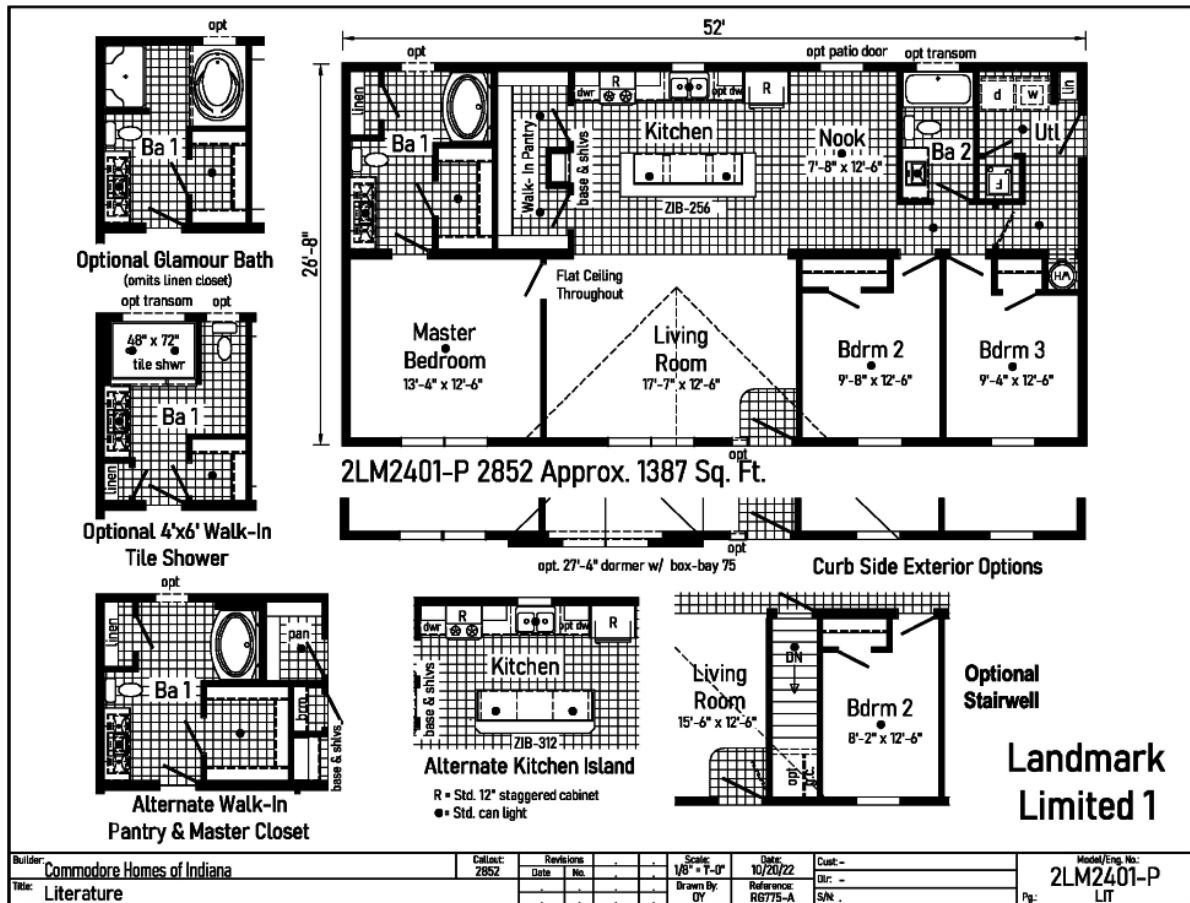 opt
Ba 1
Optional Glamour Bath
(omits linen closet)
opt transom
opt
48" x 72"
tile shwr
Ba 1
linen
Optional 4'x6' Walk-In
Tile Shower
52'
26'-8"
opt
opt patio door
opt transom
linen
Ba 1
Walk-In Pantry
base & shlvs
dwr
R
opt dw
R
Kitchen
ZIB-256
Nook
7'-8" x 12'-6"
Ba 2
d
w
Lin
Utl
F
H/W
Flat Ceiling
Throughout
Master
Bedroom
13'-4" x 12'-6"
Living
Room
17'-7" x 12'-6"
Bdrm 2
9'-8" x 12'-6"
Bdrm 3
9'-4" x 12'-6"
opt
2LM2401-P 2852 Approx. 1387 Sq. Ft.
opt
opt. 27'-4" dormer w/ box-bay 75
Curb Side Exterior Options
opt
linen
Ba 1
pan
brm
base & shlvs
Alternate Walk-In
Pantry & Master Closet
dwr
R
opt dw
R
base & shlvs
Kitchen
ZIB-312
Alternate Kitchen Island
R = Std. 12" staggered cabinet
●= Std. can light
Living
Room
15'-6" x 12'-6"
DN
opt
Bdrm 2
8'-2" x 12'-6"
Optional
Stairwell
Landmark
Limited 1
Builder: Commodore Homes of Indiana
Title: Literature
Callout:
2852
Revisions
Date No.
Scale:
1/8" = 1'-0"
Drawn By:
OY
Date:
10/20/22
Reference:
RG775-A
Cust: -
Dlr: -
S/N: .
Model/Eng. No.:
2LM2401-P
Pg.: LIT